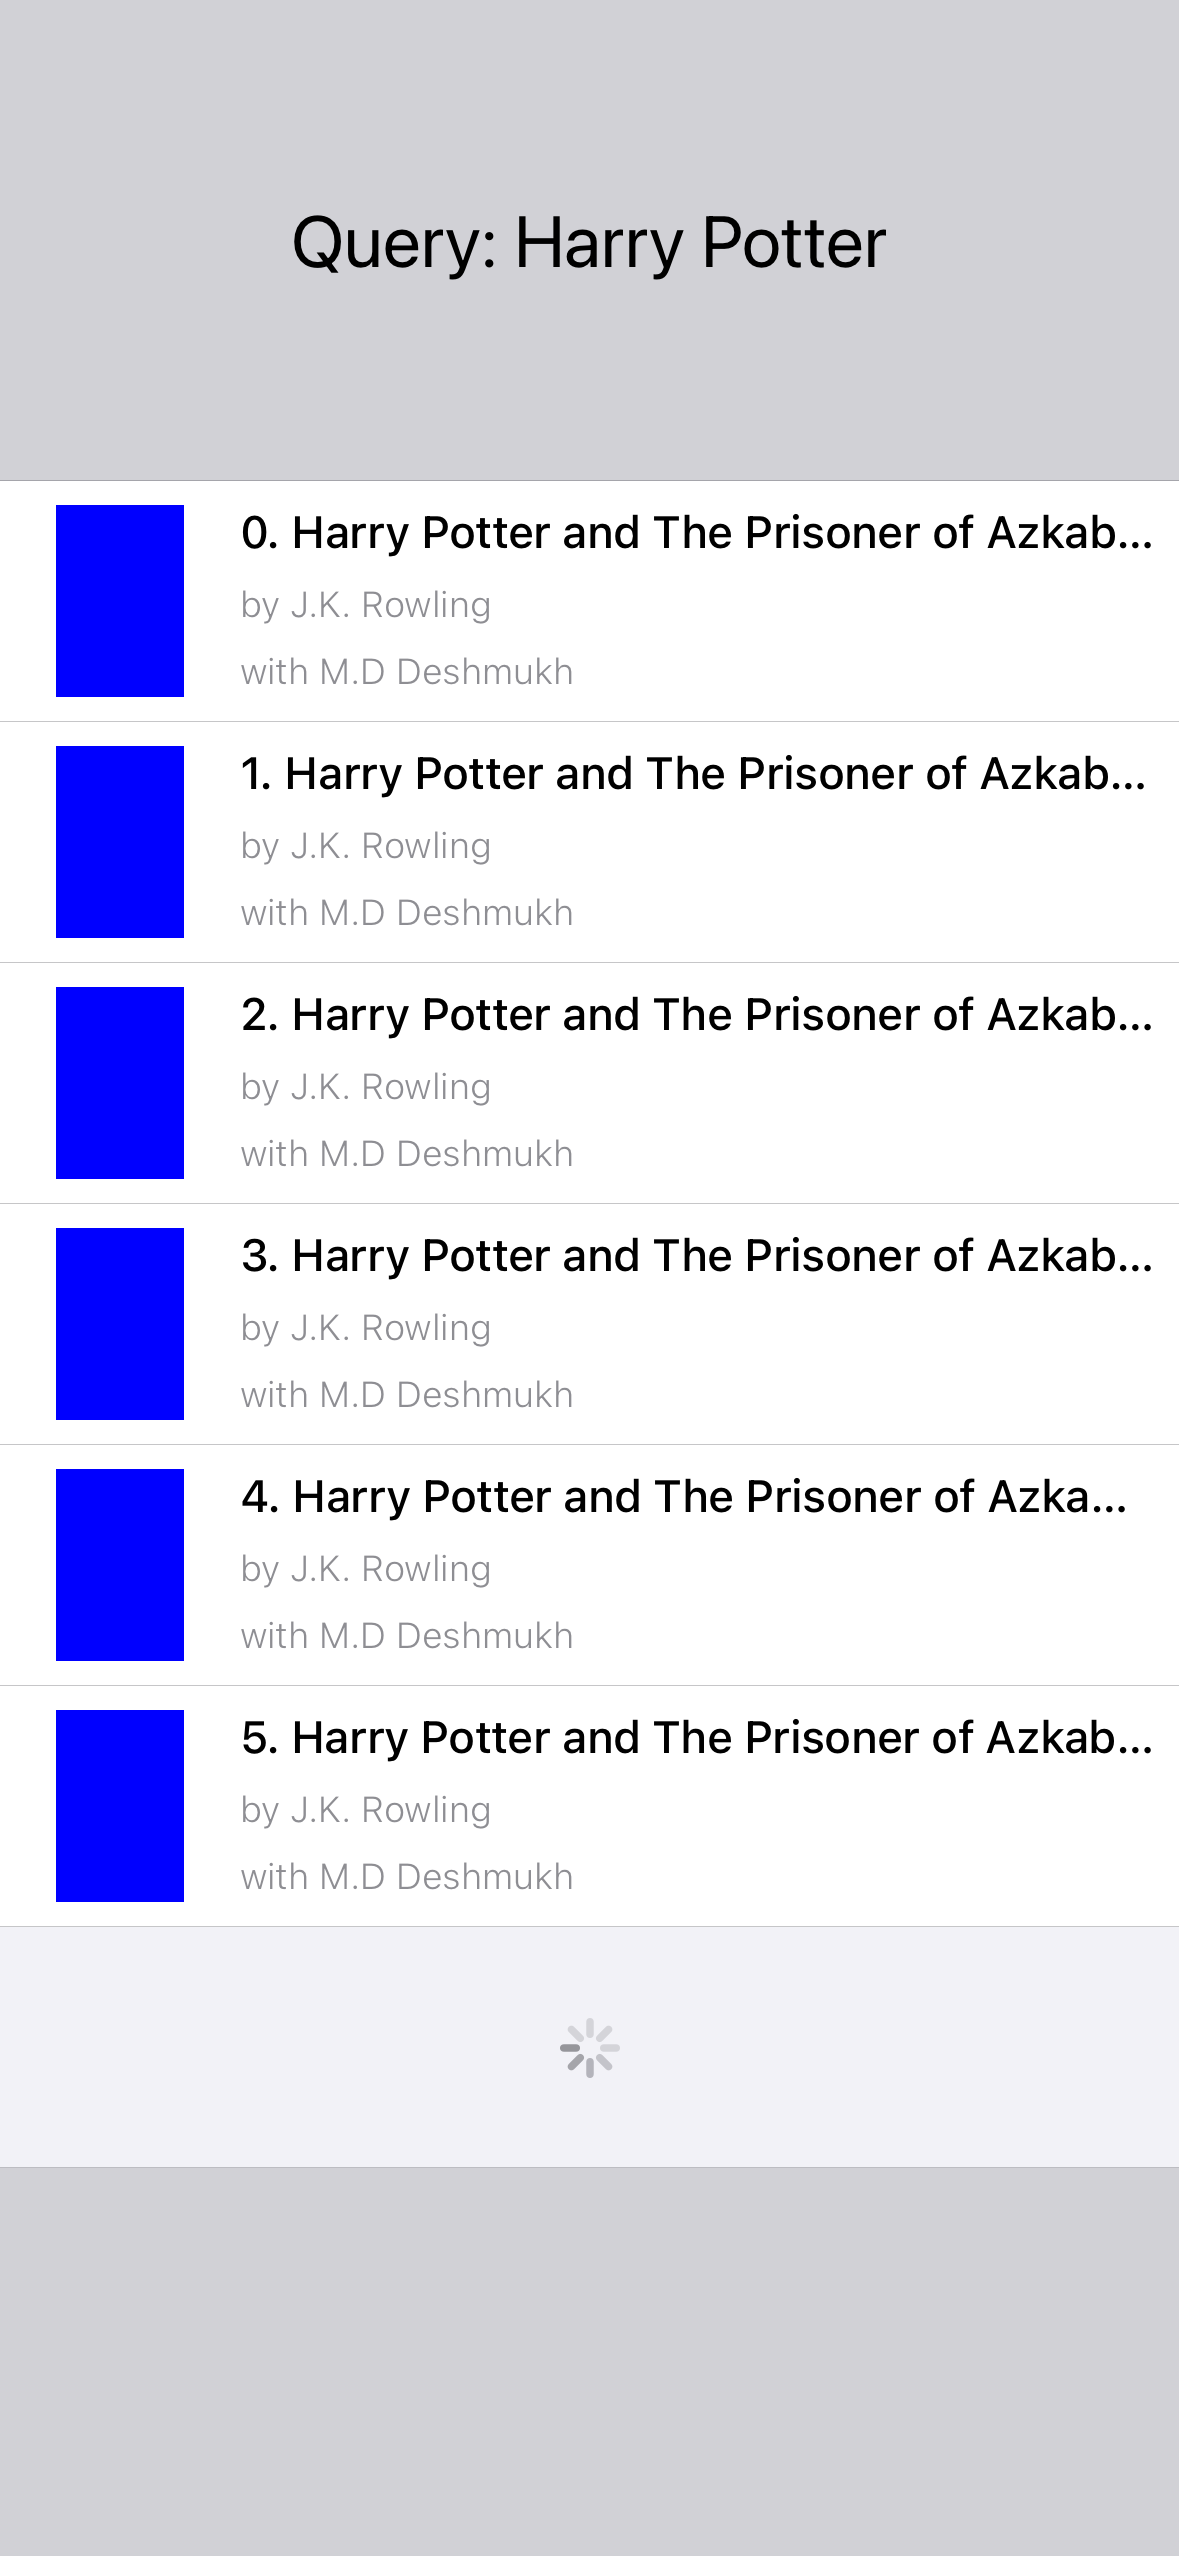 Query: Harry Potter
0. Harry Potter and The Prisoner of Azkab...
by J.K. Rowling
with M.D Deshmukh
1. Harry Potter and The Prisoner of Azkab...
by J.K. Rowling
with M.D Deshmukh
2. Harry Potter and The Prisoner of Azkab...
by J.K. Rowling
with M.D Deshmukh
3. Harry Potter and The Prisoner of Azkab...
by J.K. Rowling
with M.D Deshmukh
4. Harry Potter and The Prisoner of Azka...
by J.K. Rowling
with M.D Deshmukh
5. Harry Potter and The Prisoner of Azkab...
by J.K. Rowling
with M.D Deshmukh